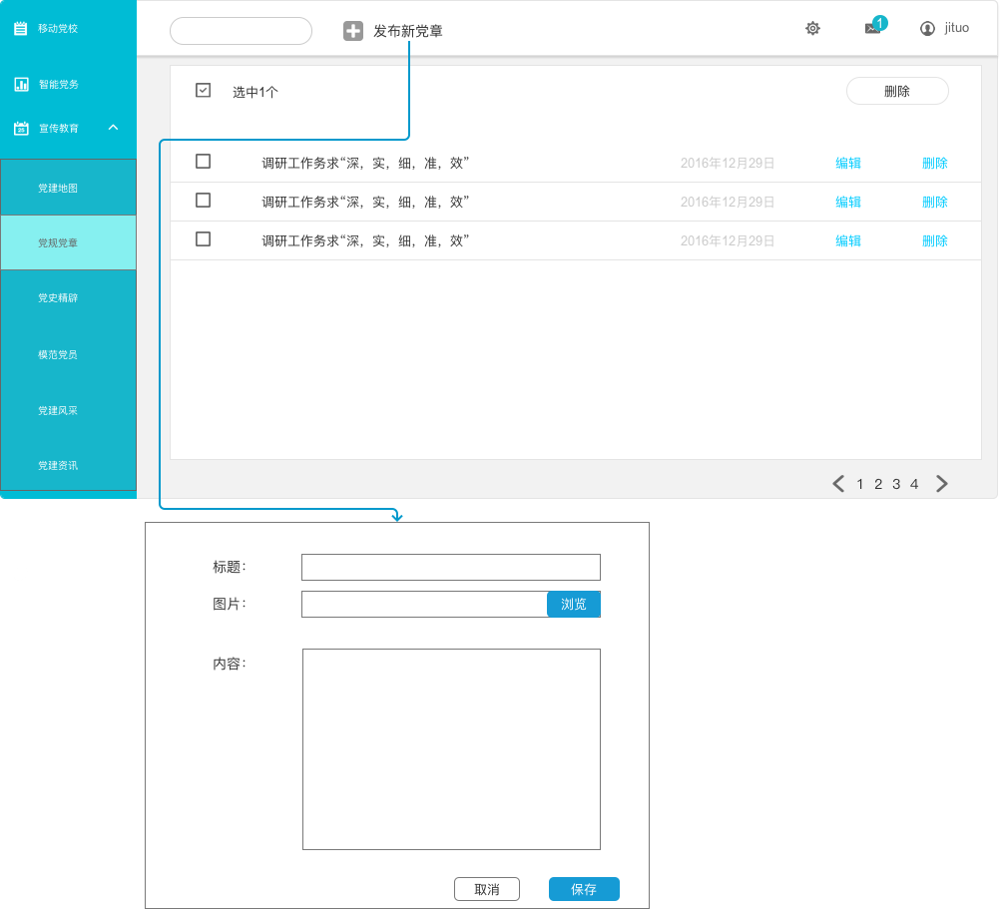 移动党校
智能党务
宣传教育
党建地图
党规党章
党史精辟
模范党员
党建风采
党建资讯
发布新党章
1
jituo
选中1个
删除
调研工作务求“深，实，细，准，效”
2016年12月29日
编辑
删除
调研工作务求“深，实，细，准，效”
2016年12月29日
编辑
删除
调研工作务求“深，实，细，准，效”
2016年12月29日
编辑
删除
1 2 3 4
标题：
图片：
浏览
内容：
取消
保存